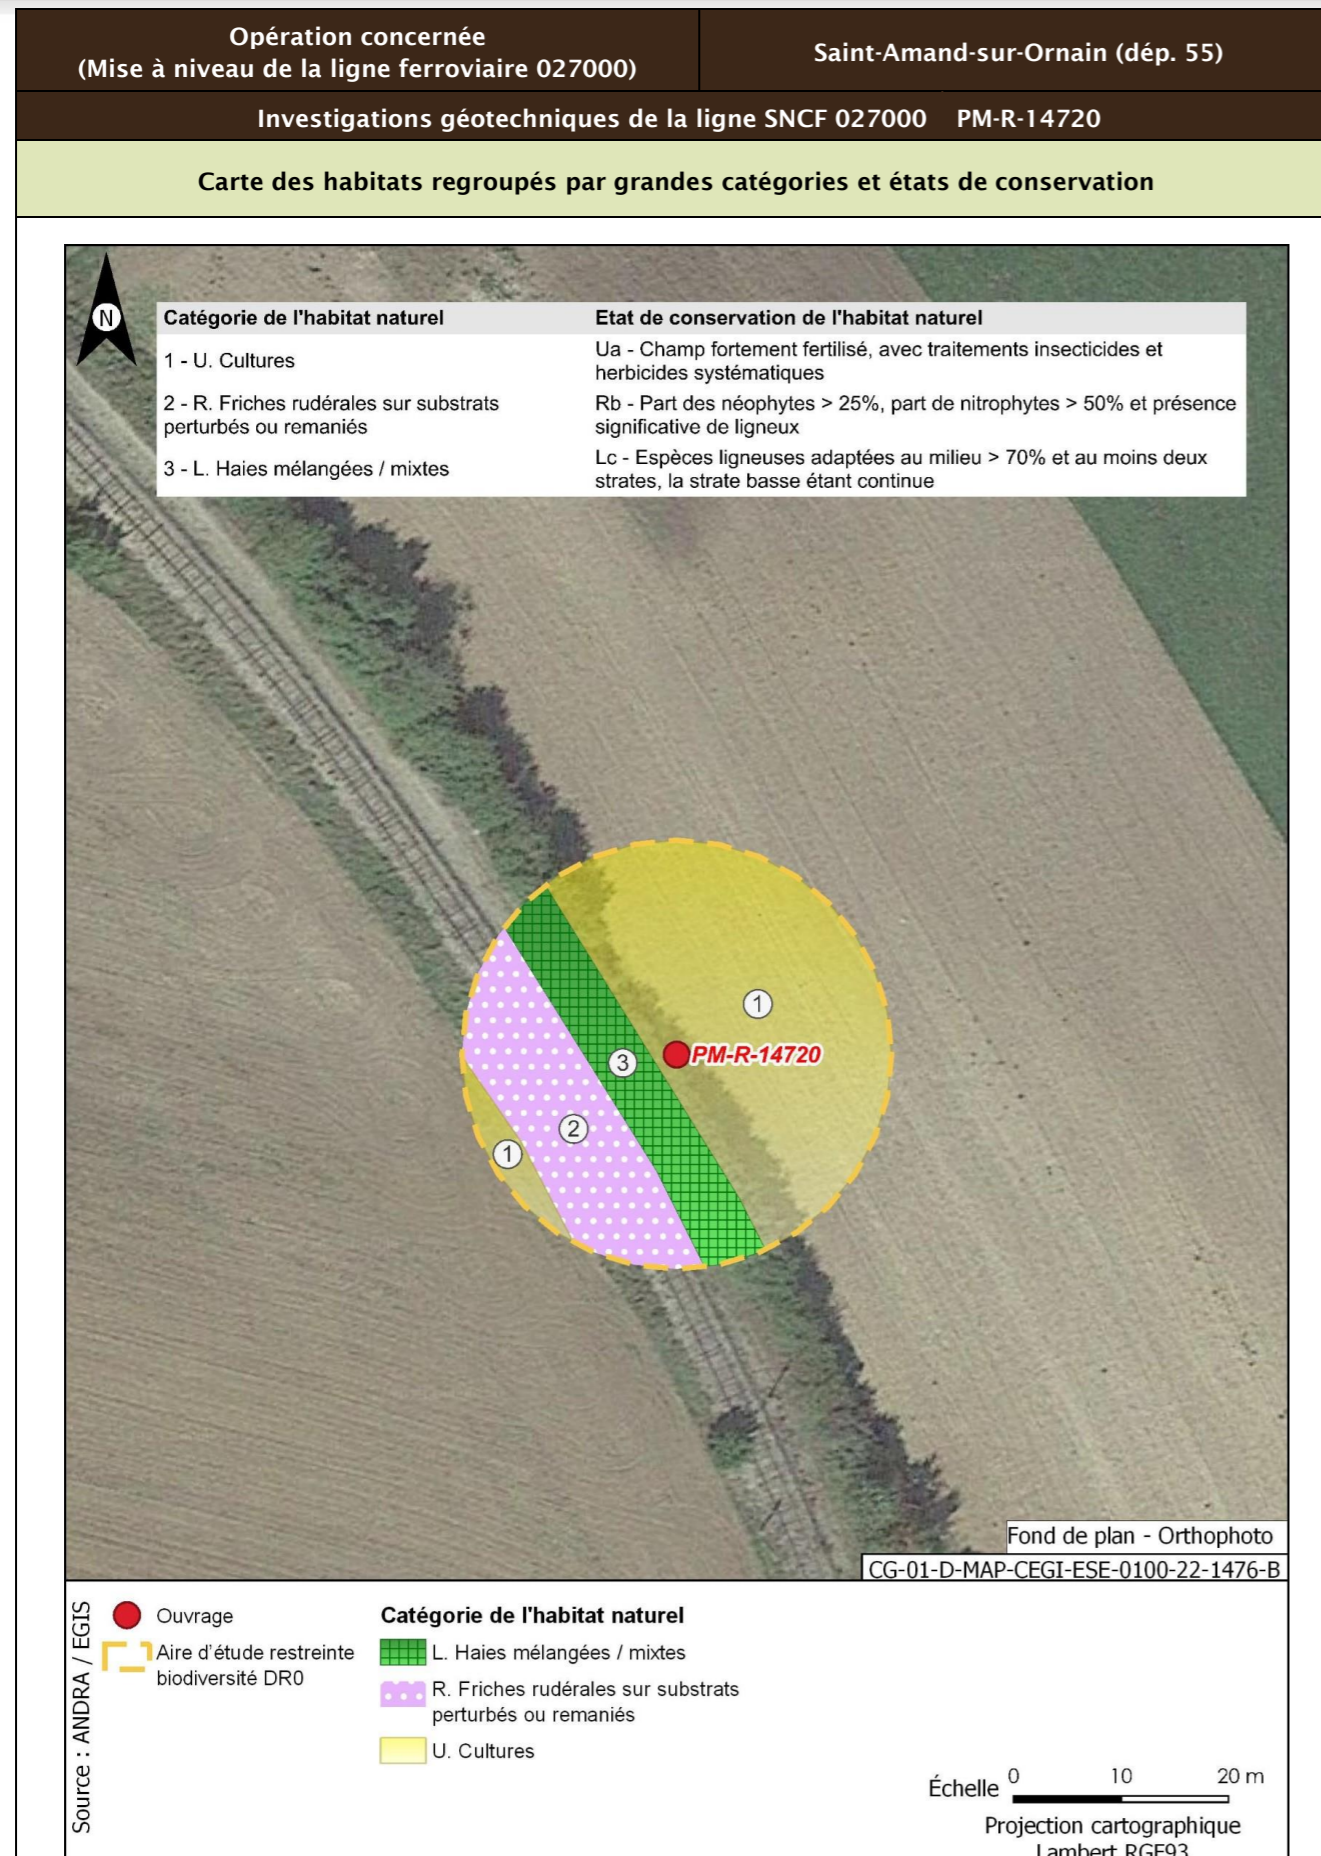 Opération concernée
(Mise à niveau de la ligne ferroviaire 027000)
Saint-Amand-sur-Ornain (dép. 55)
Investigations géotechniques de la ligne SNCF 027000 PM-R-14720
Carte des habitats regroupés par grandes catégories et états de conservation
N
Catégorie de l'habitat naturel
Etat de conservation de l'habitat naturel
1 - U. Cultures
Ua - Champ fortement fertilisé, avec traitements insecticides et
herbicides systématiques
2 - R. Friches rudérales sur substrats
perturbés ou remaniés
Rb - Part des néophytes > 25%, part de nitrophytes > 50% et présence
significative de ligneux
3 - L. Haies mélangées / mixtes
Lc - Espèces ligneuses adaptées au milieu > 70% et au moins deux
strates, la strate basse étant continue
1
PM-R-14720
3
2
1
Fond de plan - Orthophoto
CG-01-D-MAP-CEGI-ESE-0100-22-1476-B
Source : ANDRA / EGIS
Ouvrage
Aire d'étude restreinte
biodiversité DR0
Catégorie de l'habitat naturel
L. Haies mélangées / mixtes
R. Friches rudérales sur substrats
perturbés ou remaniés
U. Cultures
Échelle 0 10 20 m
Projection cartographique
Lambert RGF93